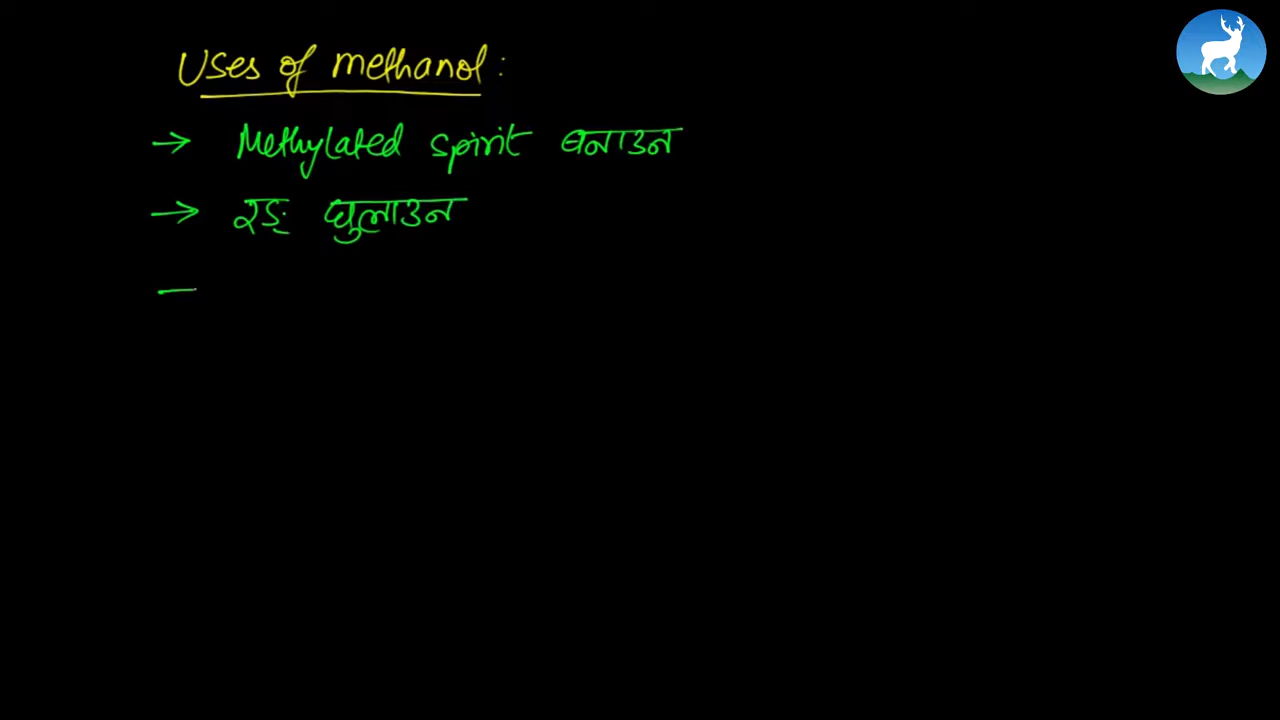 Uses of methanol:
→ Methylated spirit बनाउन
→ रङ घुलाउन